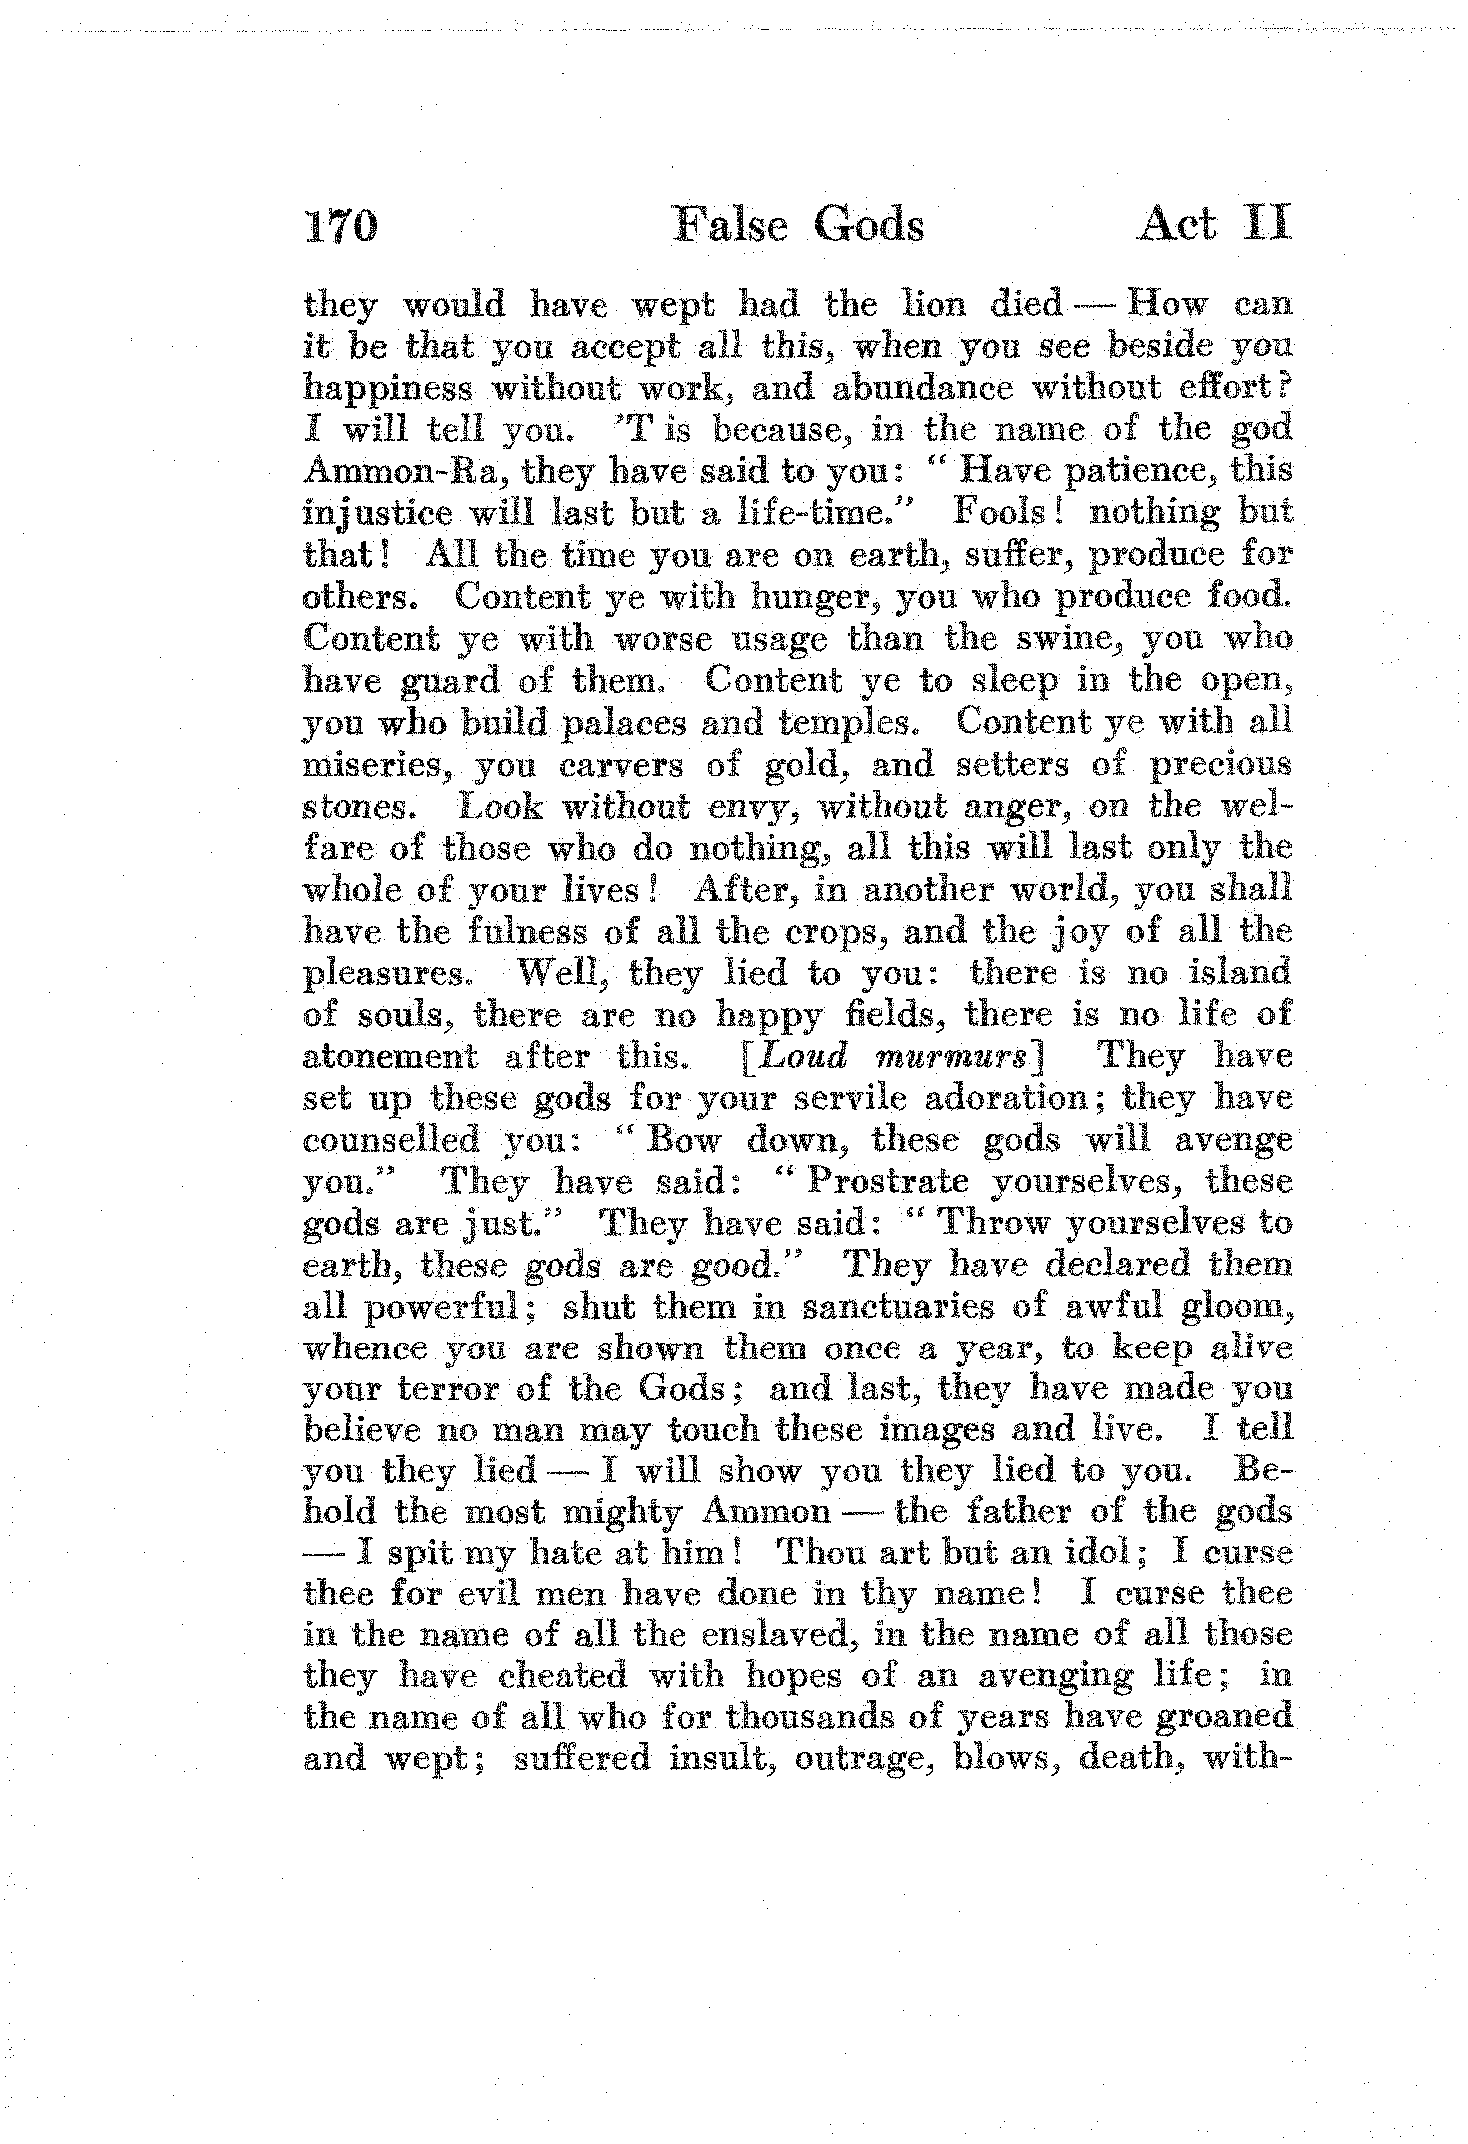 170 False Gods Act II
they would have wept had the lion died — How can
it be that you accept all this, when you see beside you
happiness without work, and abundance without effort?
I will tell you. 'T is because, in the name of the god
Ammon-Ra, they have said to you: “ Have patience, this
injustice will last but a life-time.” Fools! nothing but
that! All the time you are on earth, suffer, produce for
others. Content ye with hunger, you who produce food.
Content ye with worse usage than the swine, you who
have guard of them. Content ye to sleep in the open,
you who build palaces and temples. Content ye with all
miseries, you carvers of gold, and setters of precious
stones. Look without envy, without anger, on the wel-
fare of those who do nothing, all this will last only the
whole of your lives! After, in another world, you shall
have the fulness of all the crops, and the joy of all the
pleasures. Well, they lied to you: there is no island
of souls, there are no happy fields, there is no life of
atonement after this. [Loud murmurs] They have
set up these gods for your servile adoration; they have
counselled you: “ Bow down, these gods will avenge
you.” They have said: “ Prostrate yourselves, these
gods are just.” They have said: “ Throw yourselves to
earth, these gods are good.” They have declared them
all powerful; shut them in sanctuaries of awful gloom,
whence you are shown them once a year, to keep alive
your terror of the Gods; and last, they have made you
believe no man may touch these images and live. I tell
you they lied — I will show you they lied to you. Be-
hold the most mighty Ammon — the father of the gods
— I spit my hate at him! Thou art but an idol; I curse
thee for evil men have done in thy name! I curse thee
in the name of all the enslaved, in the name of all those
they have cheated with hopes of an avenging life; in
the name of all who for thousands of years have groaned
and wept; suffered insult, outrage, blows, death, with-